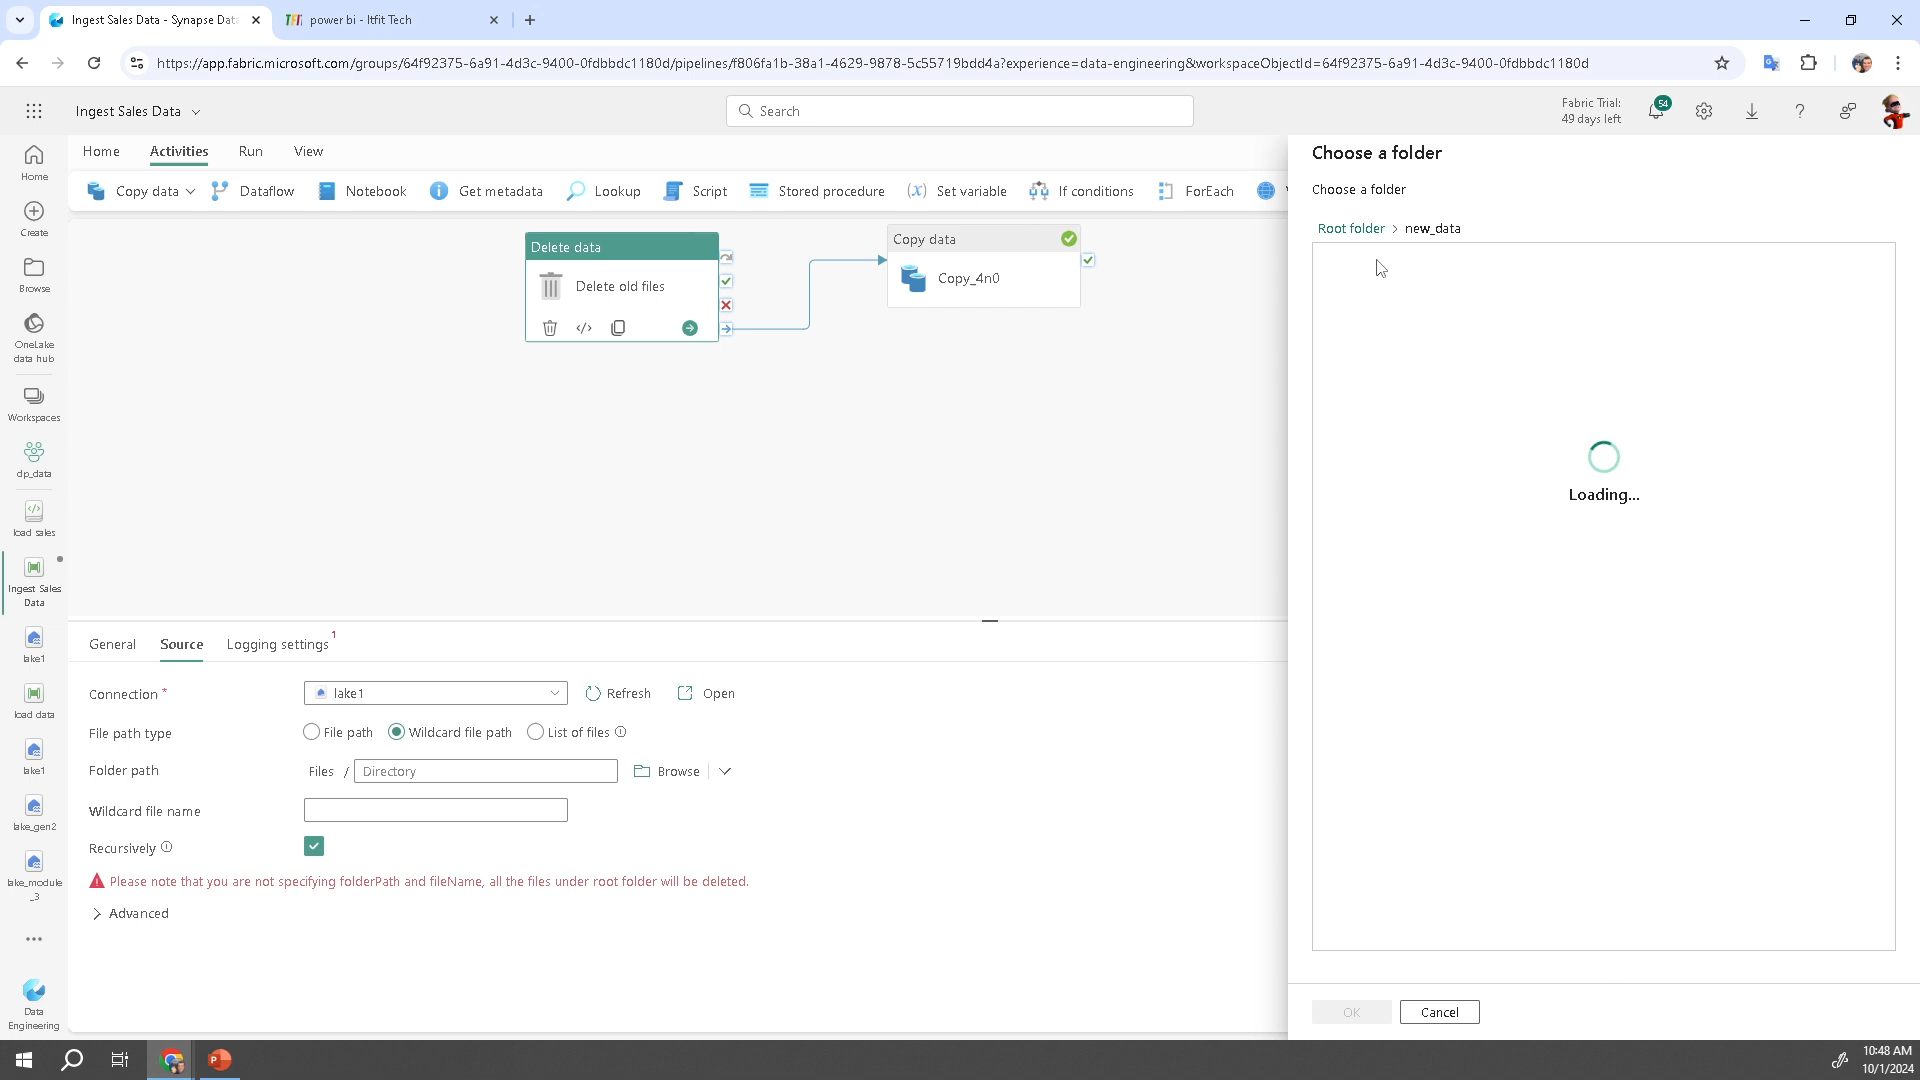 Ingest Sales Data - Synapse Data
power bi - Itfit Tech
https://app.fabric.microsoft.com/groups/64f92375-6a91-4d3c-9400-0fdbbdc1180d/pipelines/f806fa1b-38a1-4629-9878-5c55719bdd4a?experience=data-engineering&workspaceObjectId=64f92375-6a91-4d3c-9400-0fdbbdc1180d
Ingest Sales Data
Search
Fabric Trial:
49 days left
54
Home
Activities
Run
View
Copy data
Dataflow
Notebook
Get metadata
Lookup
Script
Stored procedure
(x) Set variable
If conditions
ForEach
Home
Create
Browse
OneLake
data hub
Workspaces
dp_data
load sales
Ingest Sales
Data
lake1
load data
lake1
lake_gen2
lake_module
_3
Data
Engineering
Delete data
Delete old files
Copy data
Copy_4n0
General
Source
Logging settings 1
Connection *
lake1
Refresh
Open
File path type
File path
Wildcard file path
List of files
Folder path
Files /
Directory
Browse
Wildcard file name
Recursively
Please note that you are not specifying folderPath and fileName, all the files under root folder will be deleted.
Advanced
Choose a folder
Choose a folder
Root folder > new_data
Loading...
OK
Cancel
10:48 AM
10/1/2024